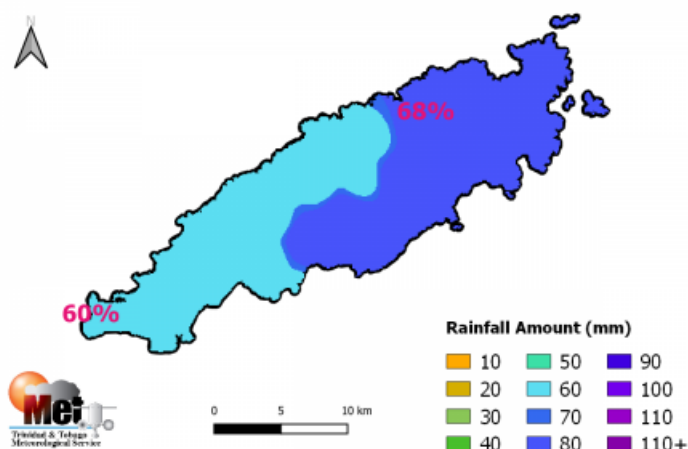 N
68%
60%
Rainfall Amount (mm)
10 50 90
20 60 100
30 70 110
40 80 110+
Met
Trinidad & Tobago
Meteorological Service
0 5 10 km